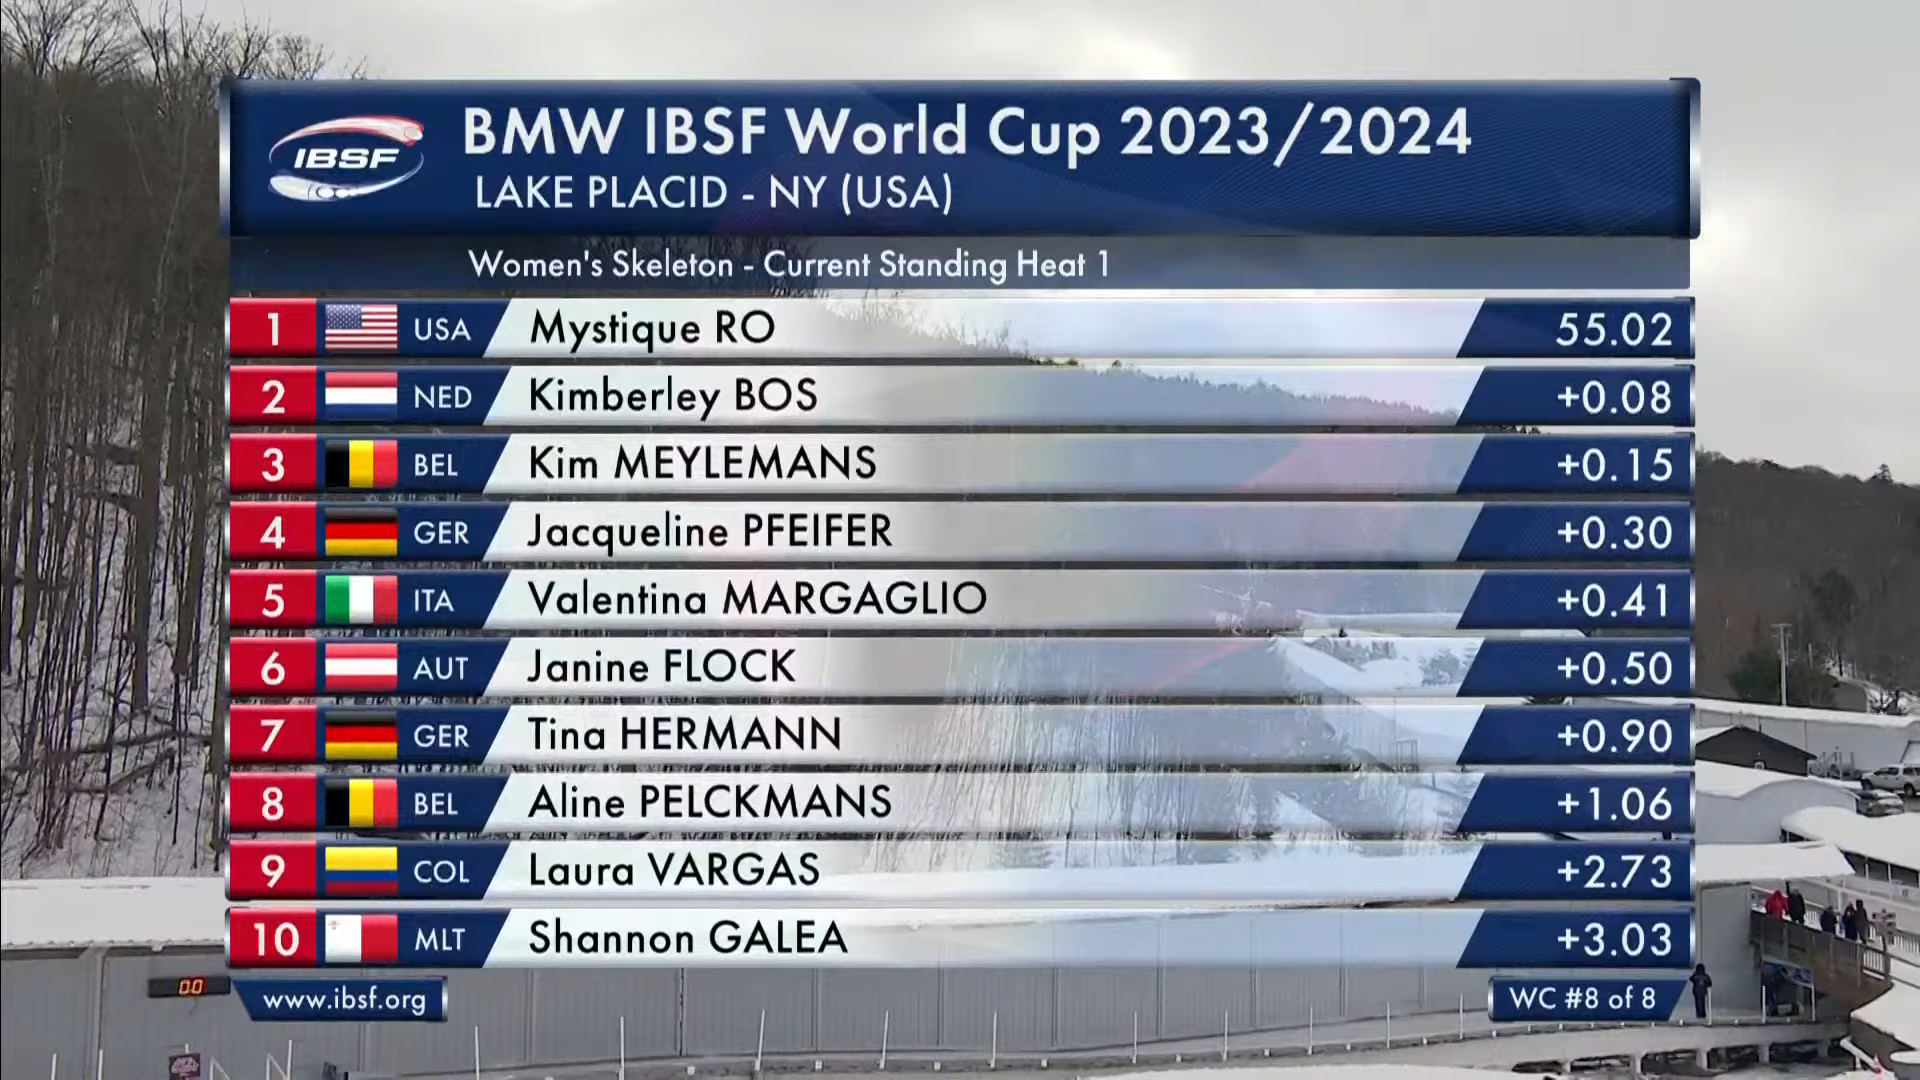 IBSF
BMW IBSF World Cup 2023/2024
LAKE PLACID - NY (USA)
Women's Skeleton - Current Standing Heat 1
1 USA Mystique RO 55.02
2 NED Kimberley BOS +0.08
3 BEL Kim MEYLEMANS +0.15
4 GER Jacqueline PFEIFER +0.30
5 ITA Valentina MARGAGLIO +0.41
6 AUT Janine FLOCK +0.50
7 GER Tina HERMANN +0.90
8 BEL Aline PELCKMANS +1.06
9 COL Laura VARGAS +2.73
10 MLT Shannon GALEA +3.03
00
www.ibsf.org
WC #8 of 8